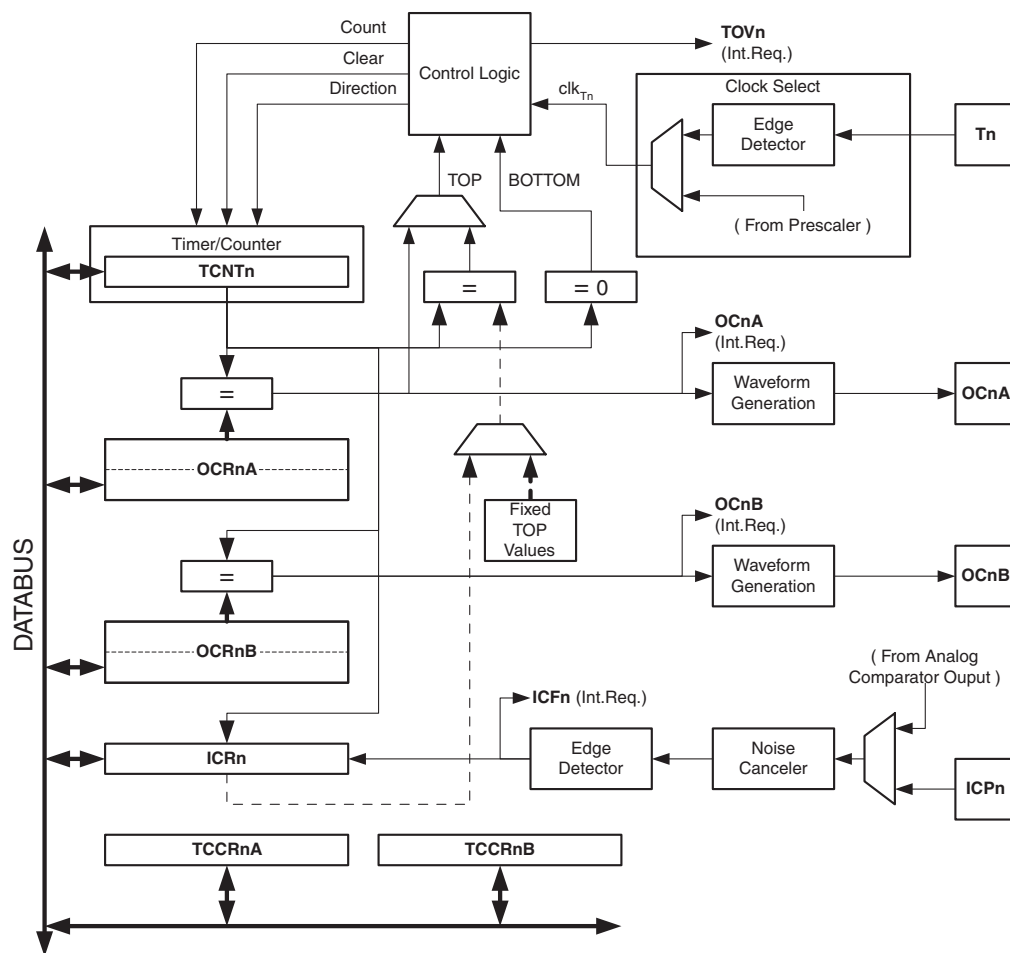 Count
TOVn
(Int.Req.)
Clear
Control Logic
Direction
clkTn
Clock Select
Edge
Detector
Tn
TOP
BOTTOM
( From Prescaler )
Timer/Counter
TCNTn
=
= 0
OCnA
(Int.Req.)
=
Waveform
Generation
OCnA
OCRnA
Fixed
TOP
Values
OCnB
(Int.Req.)
=
Waveform
Generation
OCnB
DATABUS
OCRnB
( From Analog
Comparator Ouput )
ICFn (Int.Req.)
ICRn
Edge
Detector
Noise
Canceler
ICPn
TCCRnA
TCCRnB